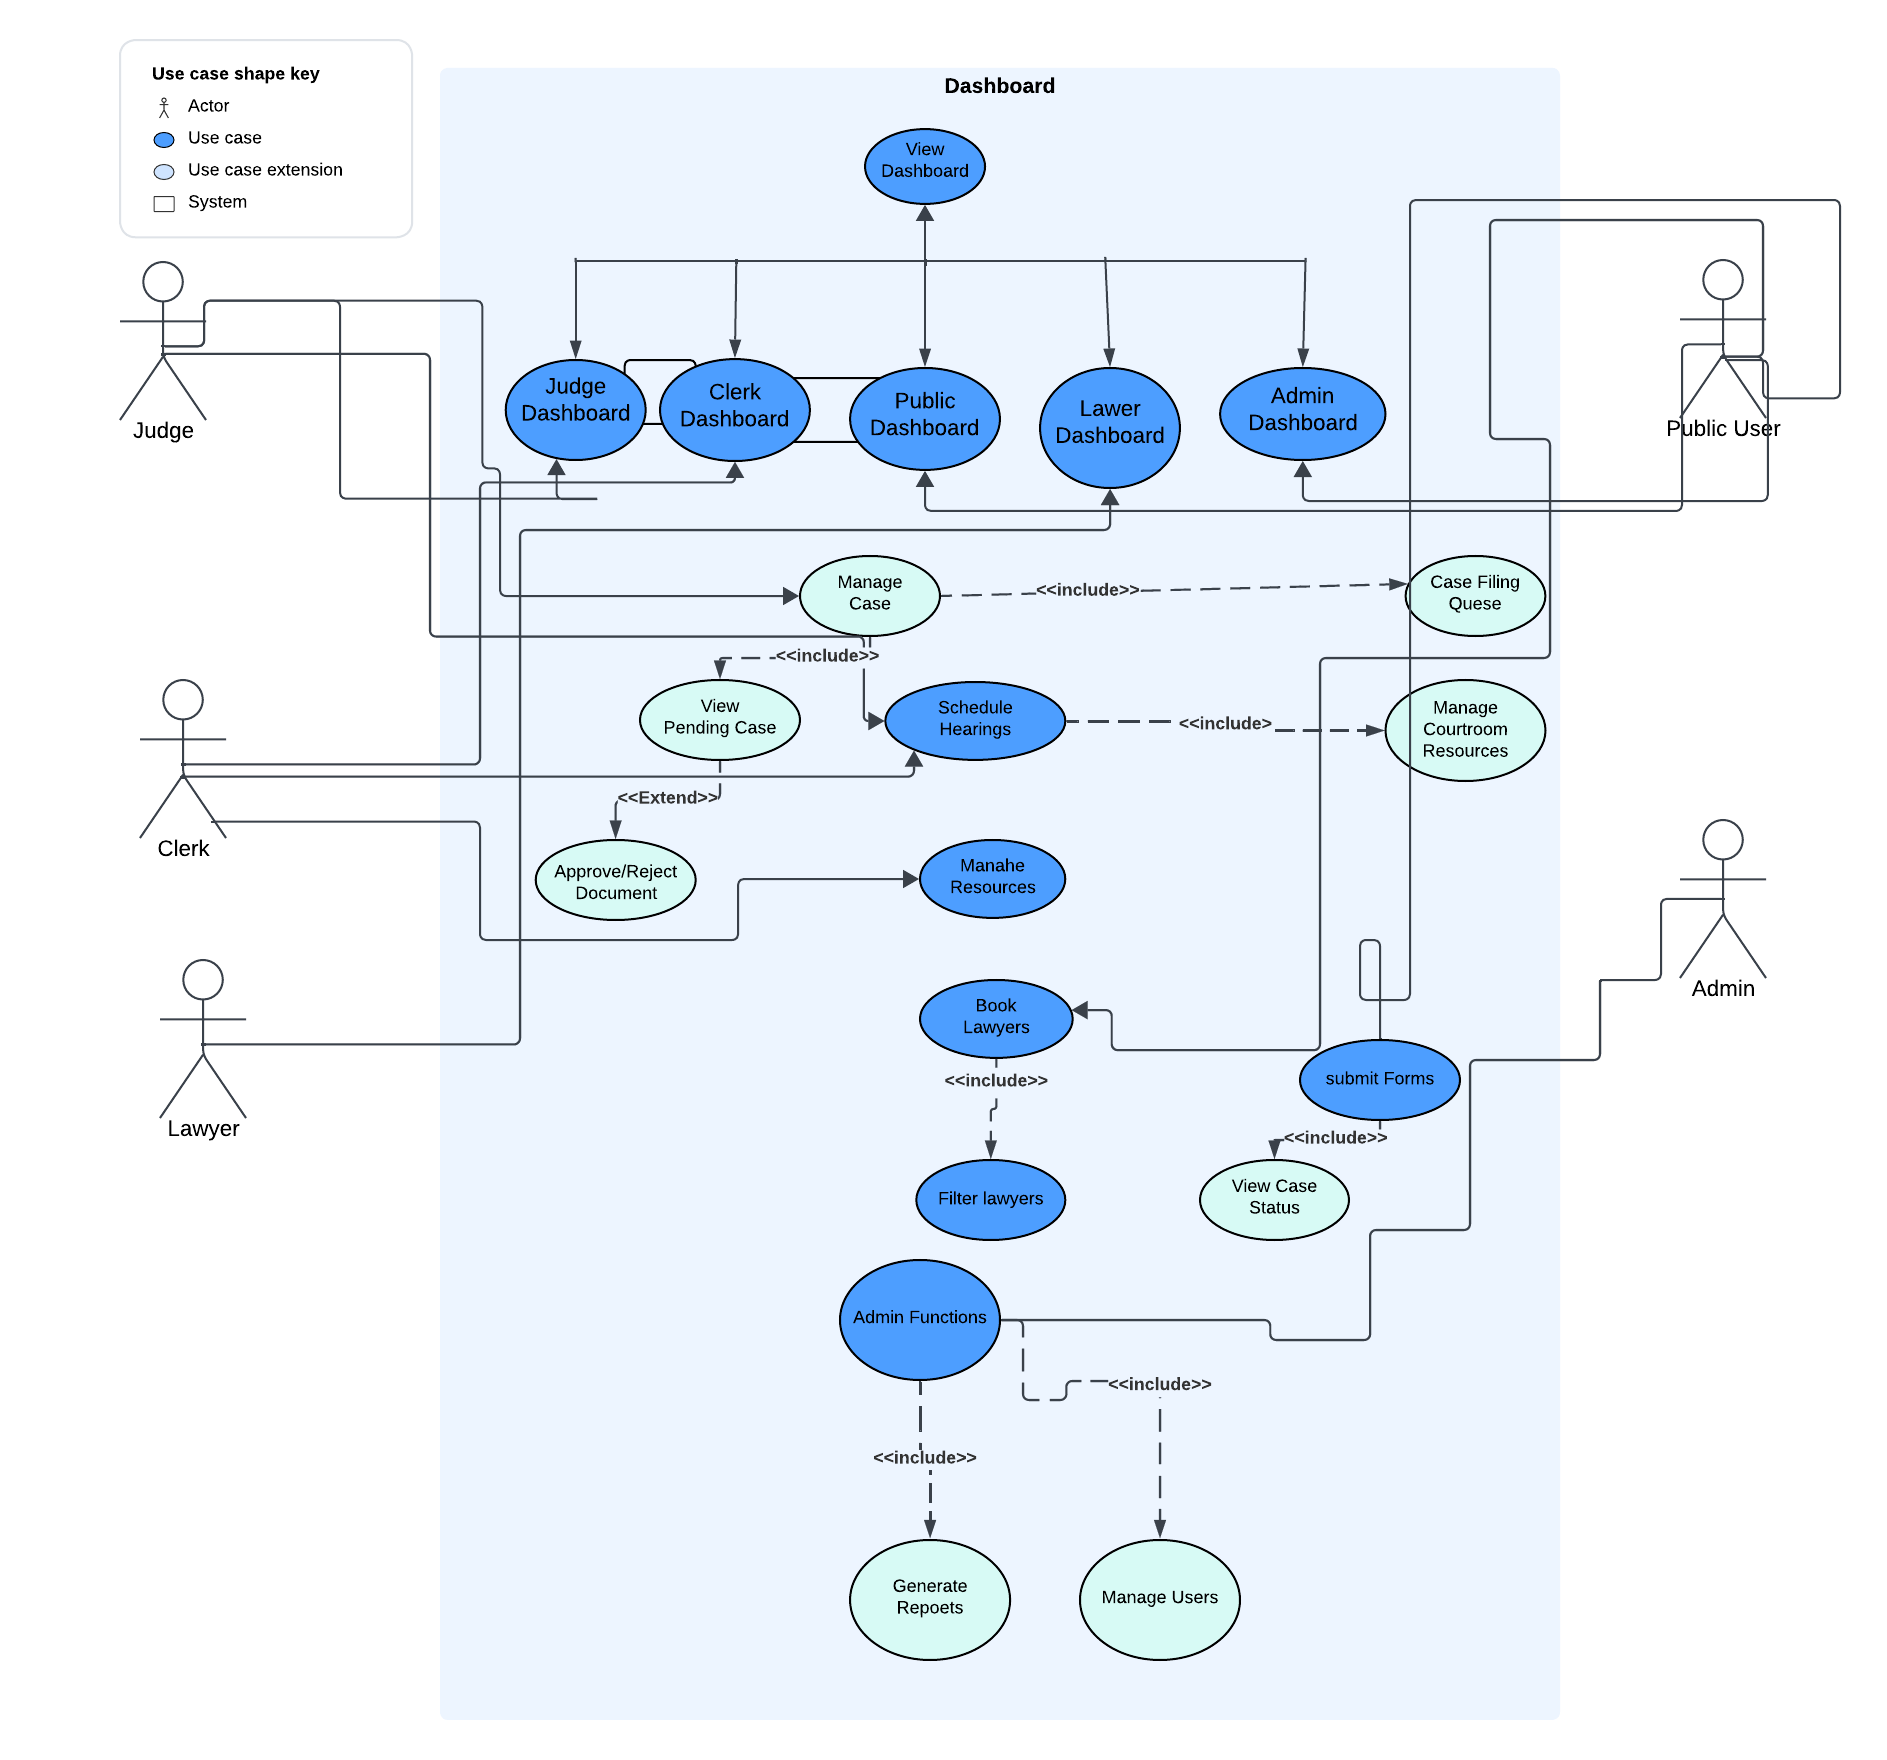 Use case shape key
Actor
Use case
Use case extension
System
Dashboard
View
Dashboard
Judge
Dashboard
Clerk
Dashboard
Public
Dashboard
Lawer
Dashboard
Admin
Dashboard
Judge
Public User
Manage
Case
<<include>>
Case Filing
Quese
<<include>>
View
Pending Case
Schedule
Hearings
<<include>
Manage
Courtroom
Resources
<<Extend>>
Clerk
Approve/Reject
Document
Manahe
Resources
Admin
Book
Lawyers
<<include>>
submit Forms
Lawyer
<<include>>
Filter lawyers
View Case
Status
Admin Functions
<<include>>
<<include>>
Generate
Repoets
Manage Users